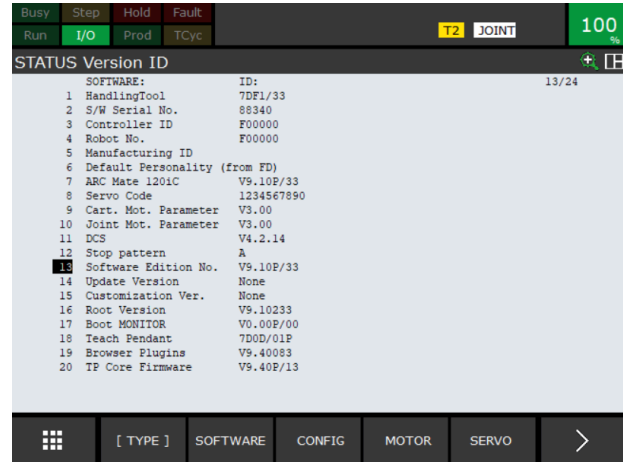 Busy Step Hold Fault
Run I/O Prod TCyc
T2 JOINT
100 %
STATUS Version ID
SOFTWARE: ID: 13/24
1 HandlingTool 7DF1/33
2 S/W Serial No. 88340
3 Controller ID F00000
4 Robot No. F00000
5 Manufacturing ID
6 Default Personality (from FD)
7 ARC Mate 120iC V9.10P/33
8 Servo Code 1234567890
9 Cart. Mot. Parameter V3.00
10 Joint Mot. Parameter V3.00
11 DCS V4.2.14
12 Stop pattern A
13 Software Edition No. V9.10P/33
14 Update Version None
15 Customization Ver. None
16 Root Version V9.10233
17 Boot MONITOR V0.00P/00
18 Teach Pendant 7D0D/01P
19 Browser Plugins V9.40083
20 TP Core Firmware V9.40P/13
[ TYPE ] SOFTWARE CONFIG MOTOR SERVO